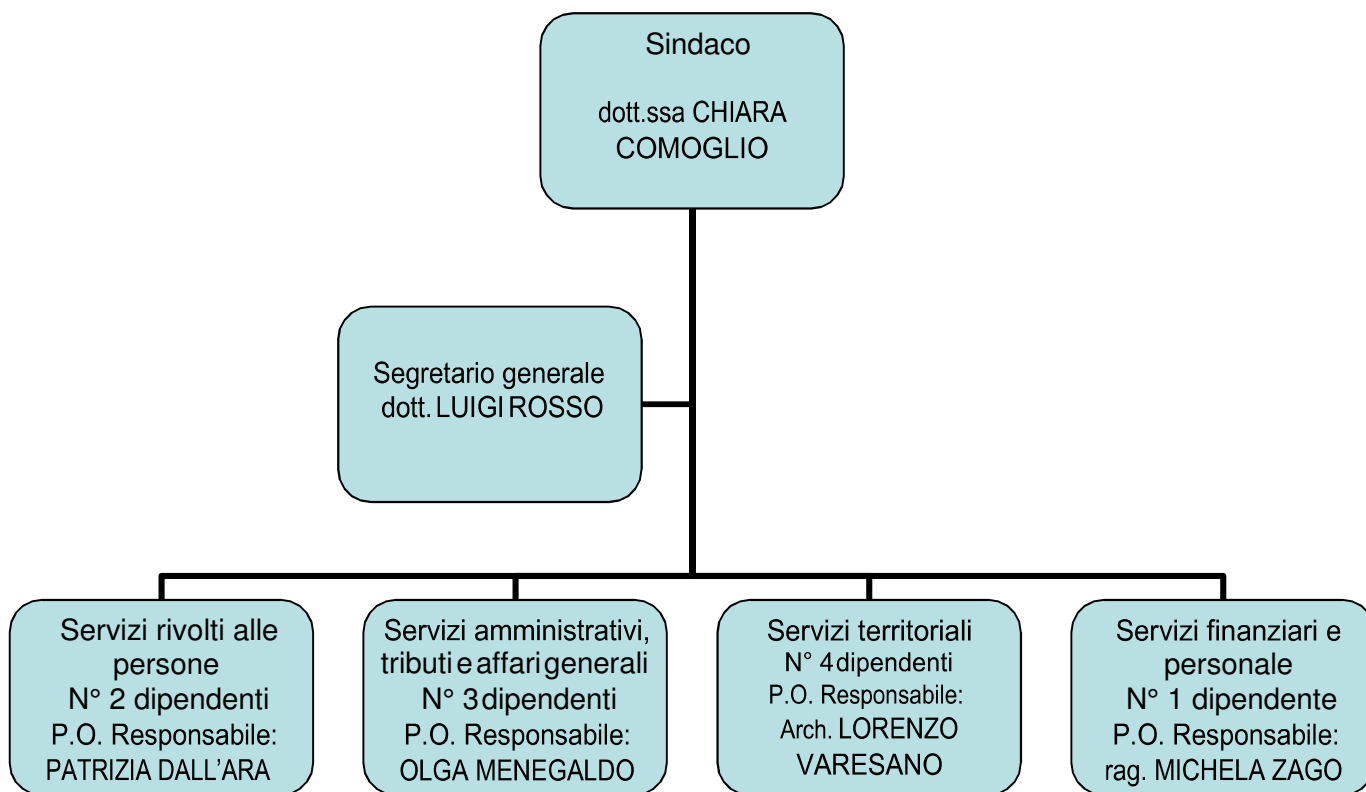 Sindaco
dott.ssa CHIARA
COMOGLIO
Segretario generale
dott. LUIGI ROSSO
Servizi rivolti alle
persone
N° 2 dipendenti
P.O. Responsabile:
PATRIZIA DALL'ARA
Servizi amministrativi,
tributi e affari generali
N° 3 dipendenti
P.O. Responsabile:
OLGA MENEGALDO
Servizi territoriali
N° 4 dipendenti
P.O. Responsabile:
Arch. LORENZO
VARESANO
Servizi finanziari e
personale
N° 1 dipendente
P.O. Responsabile:
rag. MICHELA ZAGO